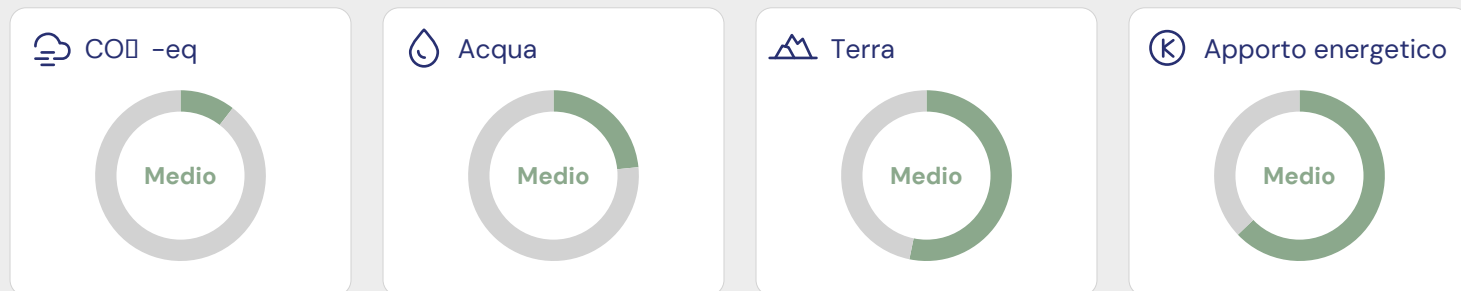 CO▯ -eq
Medio
Acqua
Medio
Terra
Medio
Apporto energetico
Medio